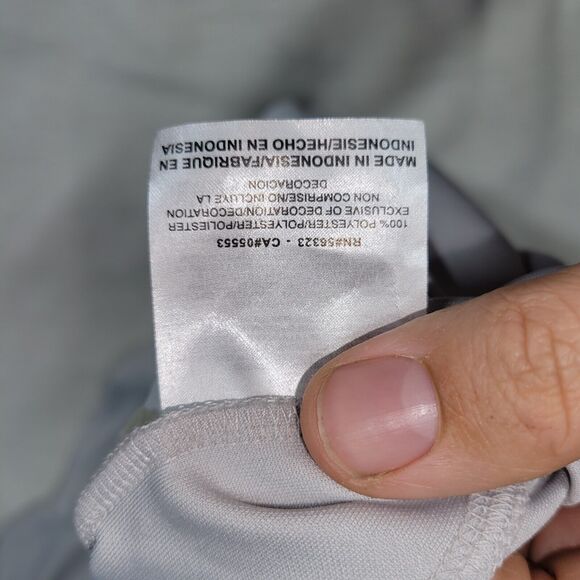 RN#56323 - CA#05553
100% POLYESTER/POLYESTER/POLIESTER
EXCLUSIVE OF DECORATION/DECORATION
NON COMPRISE/NO INCLUYE LA
DECORACION
MADE IN INDONESIA/FABRIQUE EN
INDONESIE/HECHO EN INDONESIA